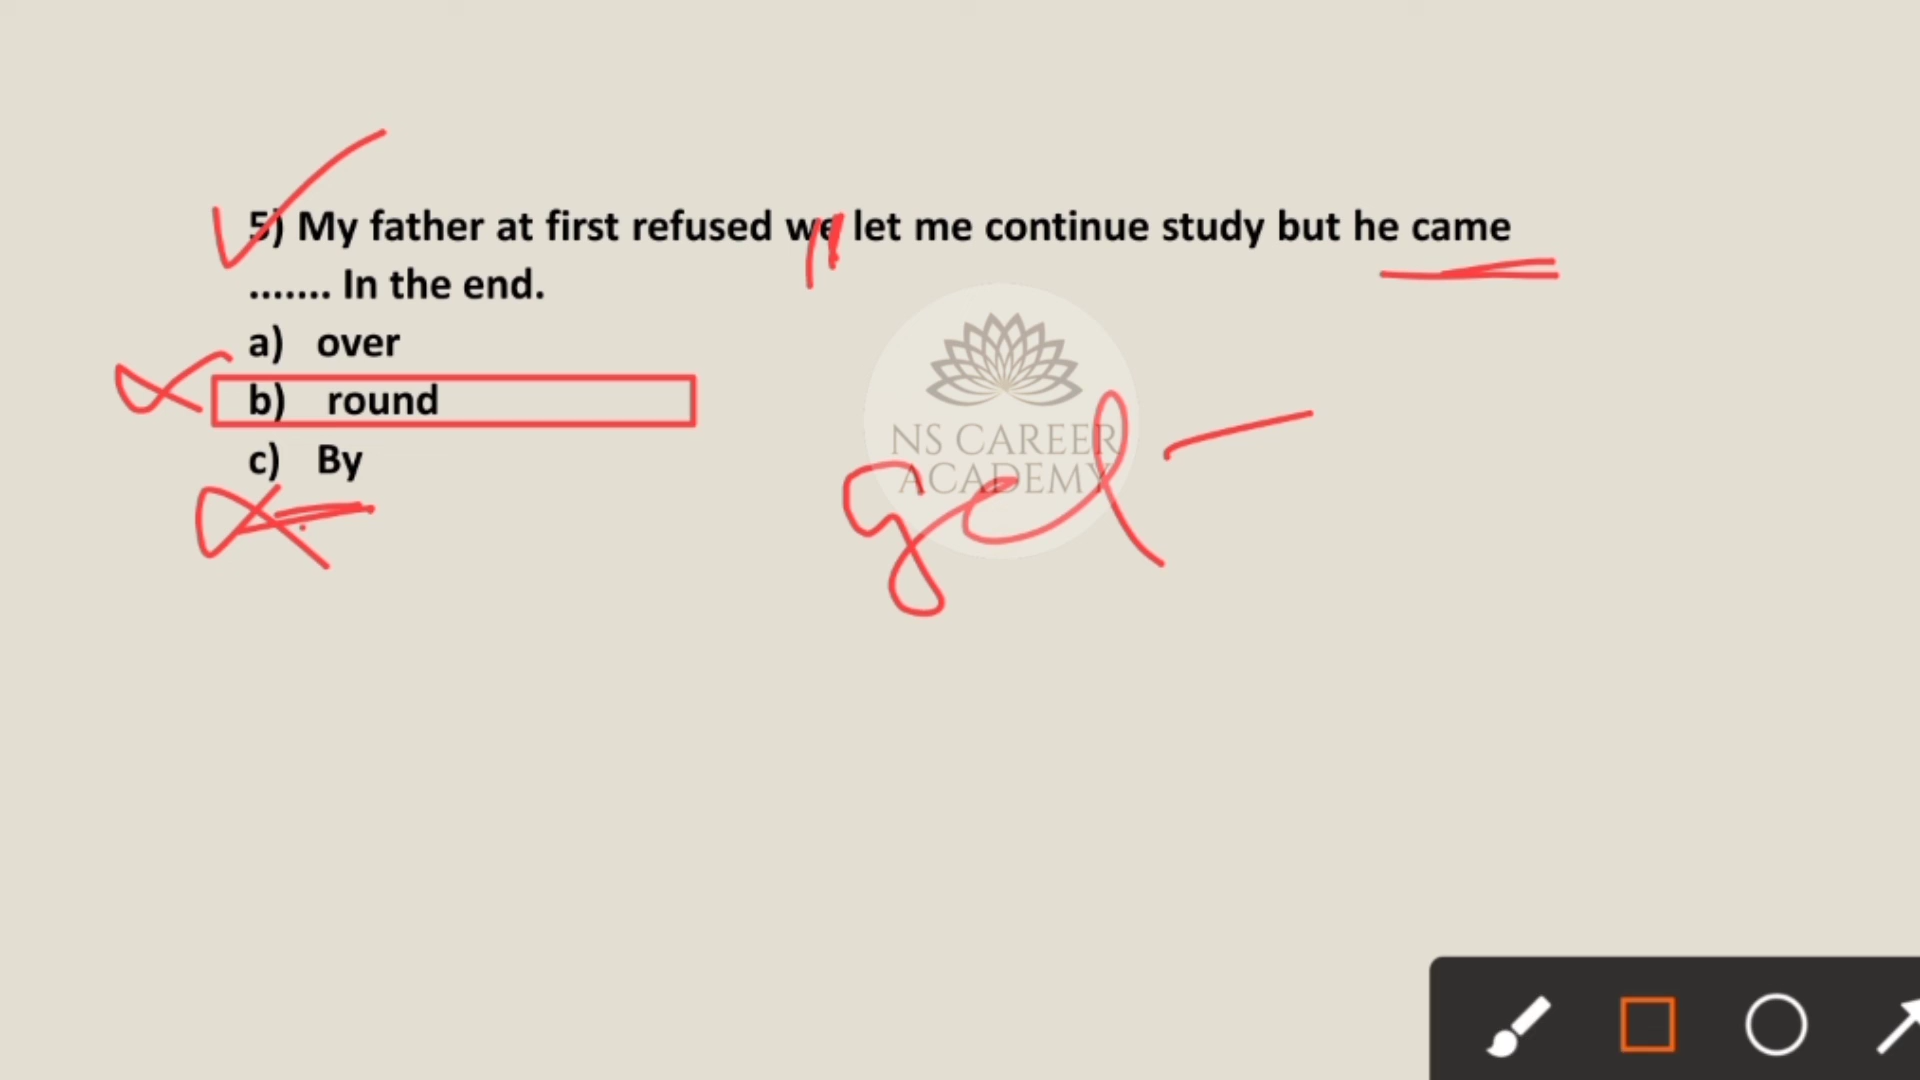 5) My father at first refused we let me continue study but he came
....... In the end.
a) over
b) round
c) By
NS CAREER
ACADEMY